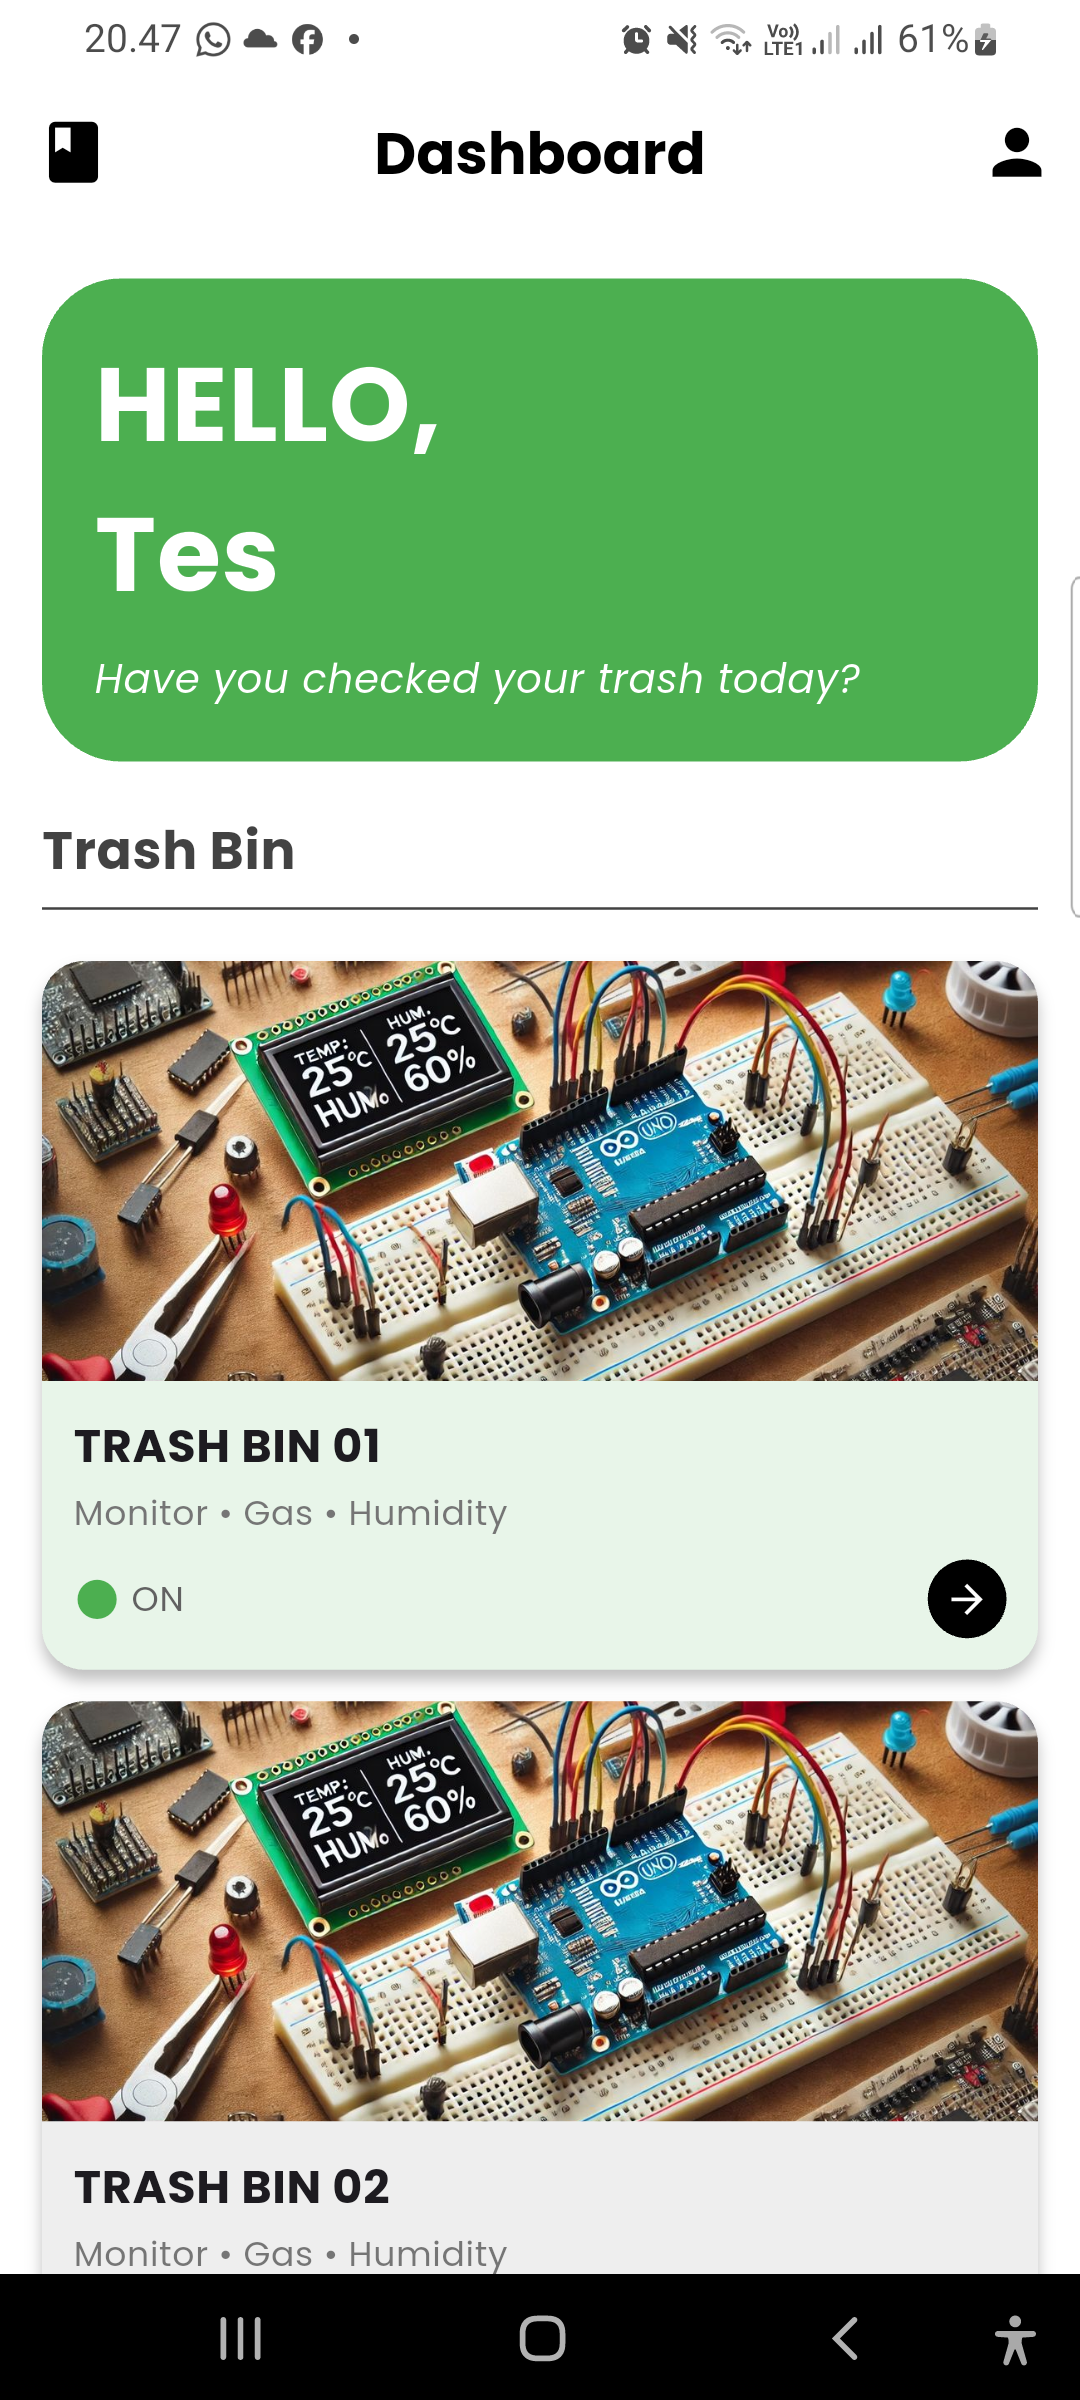 20.47
Vo))
LTE1
61%
Dashboard
HELLO,
Tes
Have you checked your trash today?
Trash Bin
TEMP:
25°C
HUM.
25°C
60%
UNO
TRASH BIN 01
Monitor • Gas • Humidity
ON
TEMP:
25°C
HUM.
25°C
60%
UNO
TRASH BIN 02
Monitor • Gas • Humidity